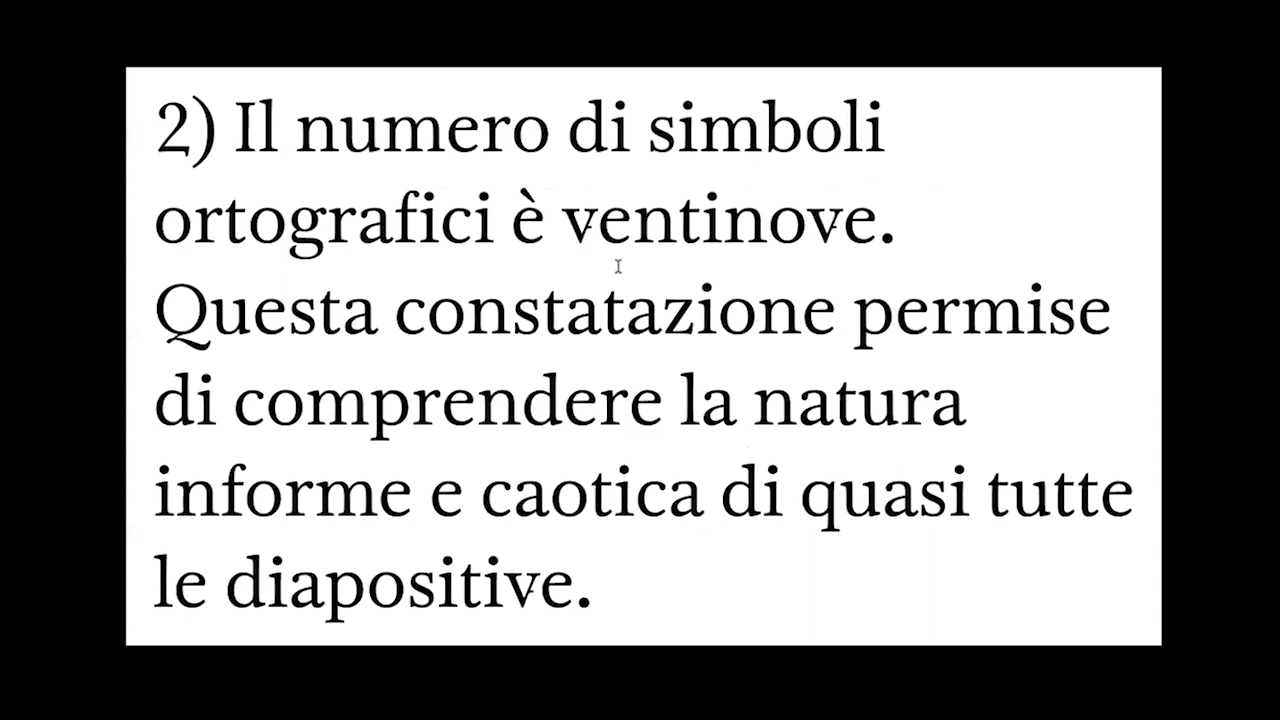 2) Il numero di simboli
ortografici è ventinove.
Questa constatazione permise
di comprendere la natura
informe e caotica di quasi tutte
le diapositive.